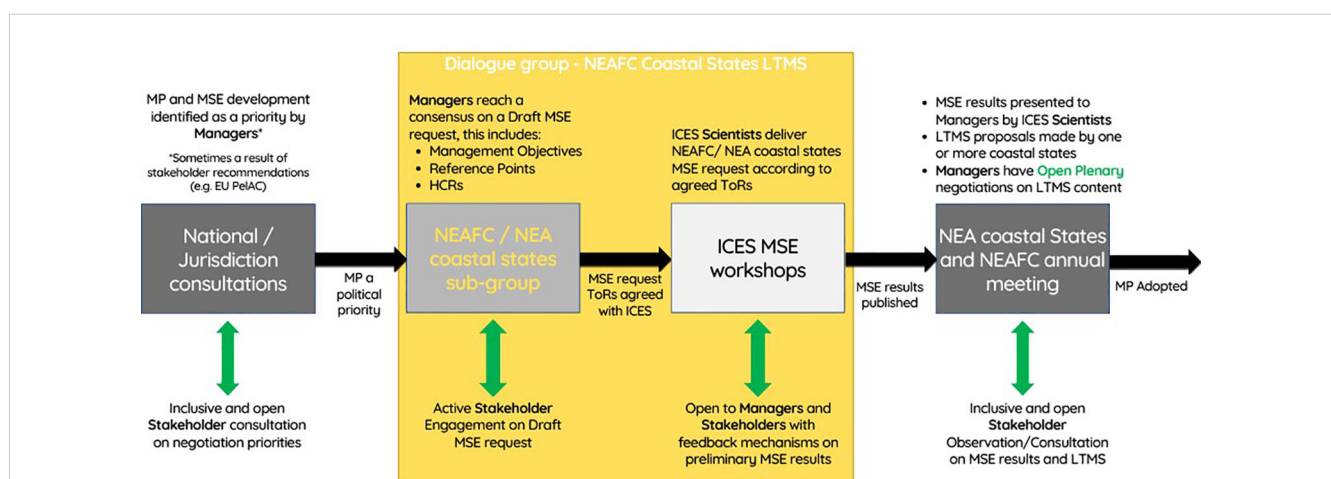 Dialogue group - NEAFC Coastal States LTMS
MP and MSE development
identified as a priority by
Managers*
*Sometimes a result of
stakeholder recommendations
(e.g. EU PelAC)
National /
Jurisdiction
consultations
Inclusive and open
Stakeholder consultation
on negotiation priorities
MP a
political
priority
Managers reach a
consensus on a Draft MSE
request, this includes:
• Management Objectives
• Reference Points
• HCRs
NEAFC / NEA
coastal states
sub-group
Active Stakeholder
Engagement on Draft
MSE request
MSE request
ToRs agreed
with ICES
ICES Scientists deliver
NEAFC/ NEA coastal states
MSE request according to
agreed ToRs
ICES MSE
workshops
Open to Managers and
Stakeholders with
feedback mechanisms on
preliminary MSE results
MSE results
published
• MSE results presented to
Managers by ICES Scientists
• LTMS proposals made by one
or more coastal states
• Managers have Open Plenary
negotiations on LTMS content
NEA coastal States
and NEAFC annual
meeting
Inclusive and open
Stakeholder
Observation/Consultation
on MSE results and LTMS
MP Adopted